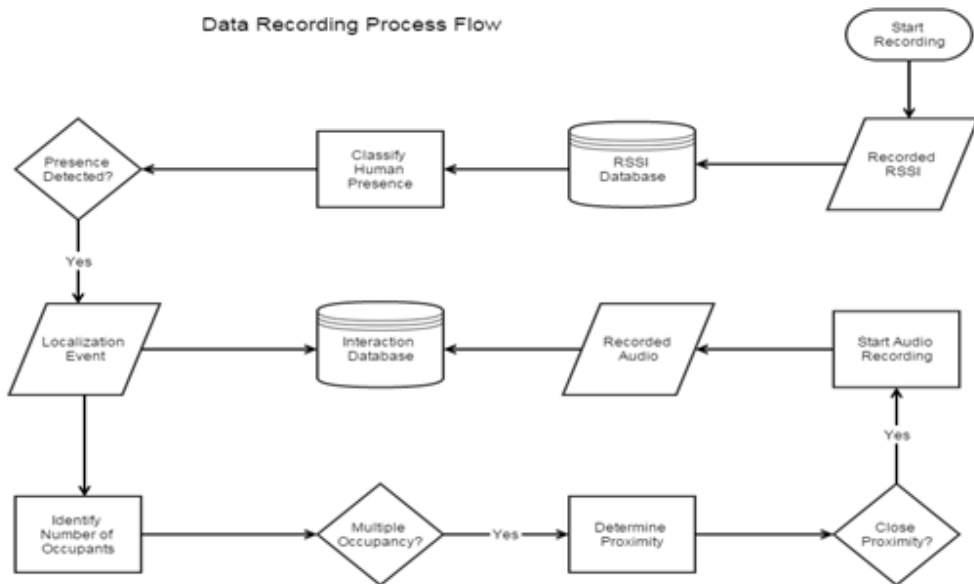 Data Recording Process Flow
Start
Recording
Presence
Detected?
Classify
Human
Presence
RSSI
Database
Recorded
RSSI
Yes
Localization
Event
Interaction
Database
Recorded
Audio
Start Audio
Recording
Yes
Identify
Number of
Occupants
Multiple
Occupancy?
Yes
Determine
Proximity
Close
Proximity?